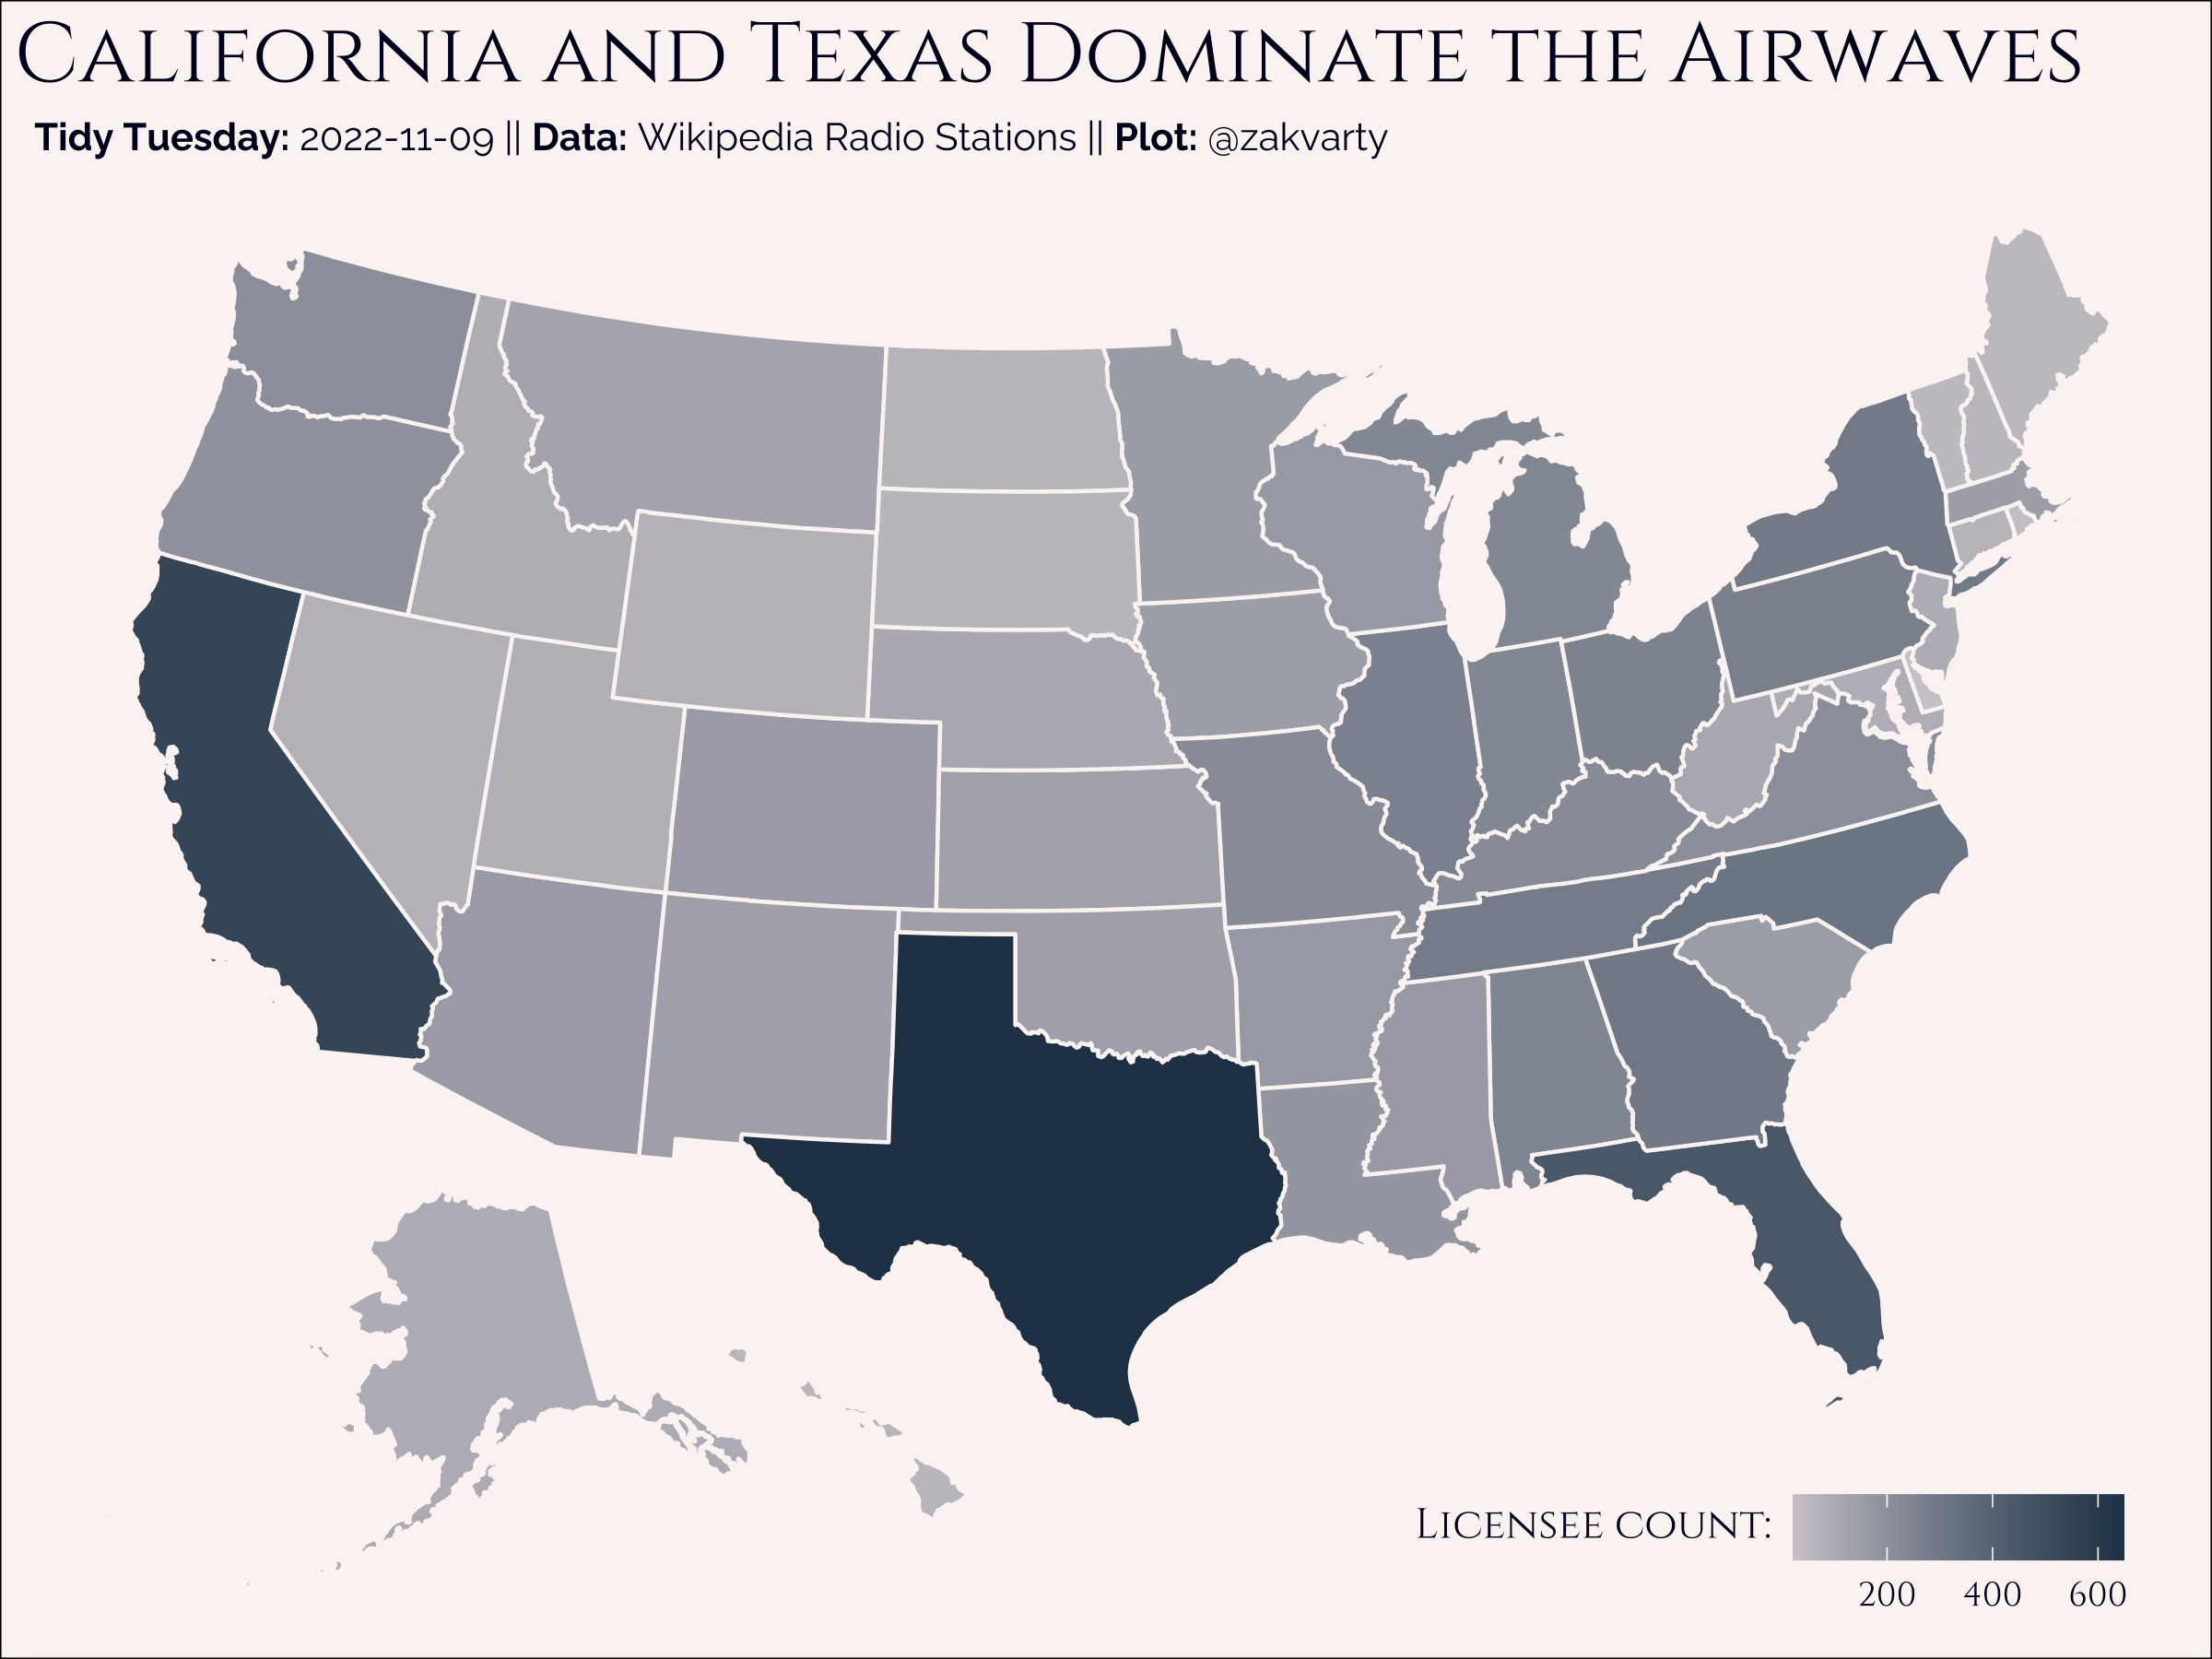 California and Texas Dominate the Airwaves
Tidy Tuesday: 2022-11-09 || Data: Wikipedia Radio Stations || Plot: @zakvarty
Licensee count:
200 400 600